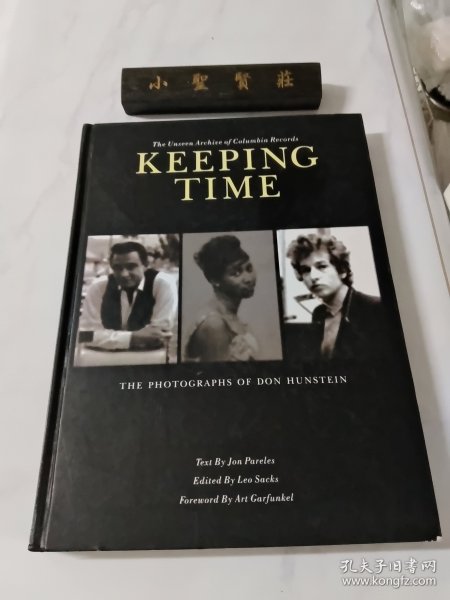 小聖賢莊
The Unseen Archive of Columbia Records
KEEPING
TIME
THE PHOTOGRAPHS OF DON HUNSTEIN
Text By Jon Pareles
Edited By Leo Sacks
Foreword By Art Garfunkel
孔夫子旧书网
www.kongfz.com